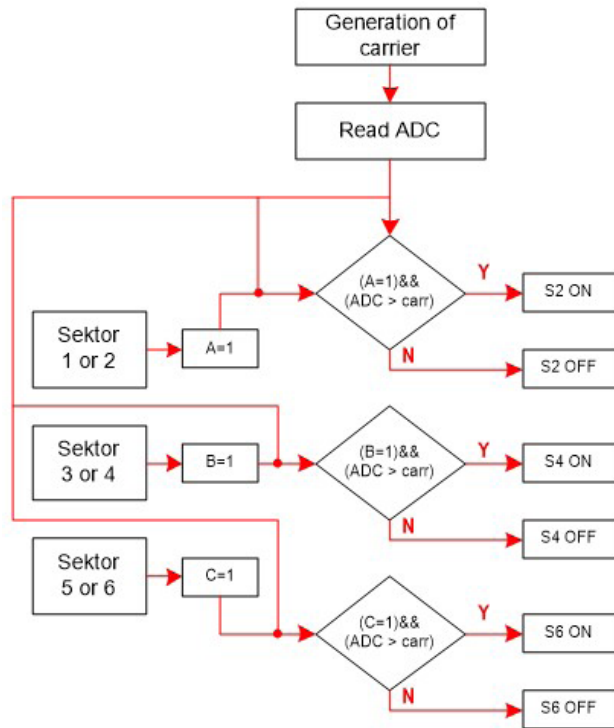 Generation of
carrier
Read ADC
(A=1)&&
(ADC > carr)
Y
S2 ON
Sektor
1 or 2
A=1
N
S2 OFF
Sektor
3 or 4
B=1
(B=1)&&
(ADC > carr)
Y
S4 ON
N
S4 OFF
Sektor
5 or 6
C=1
(C=1)&&
(ADC > carr)
Y
S6 ON
N
S6 OFF